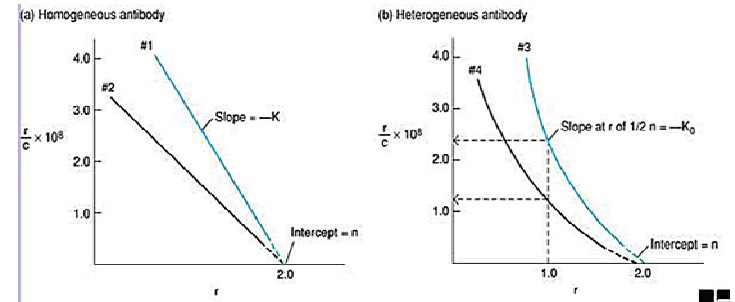 (a) Homogeneous antibody
#1
4.0
#2
3.0
Slope = —K
r/c × 10⁸
2.0
1.0
Intercept = n
2.0
r
(b) Heterogeneous antibody
#3
4.0
#4
3.0
Slope at r of 1/2 n = —K₀
r/c × 10⁸
2.0
1.0
Intercept = n
1.0 2.0
r